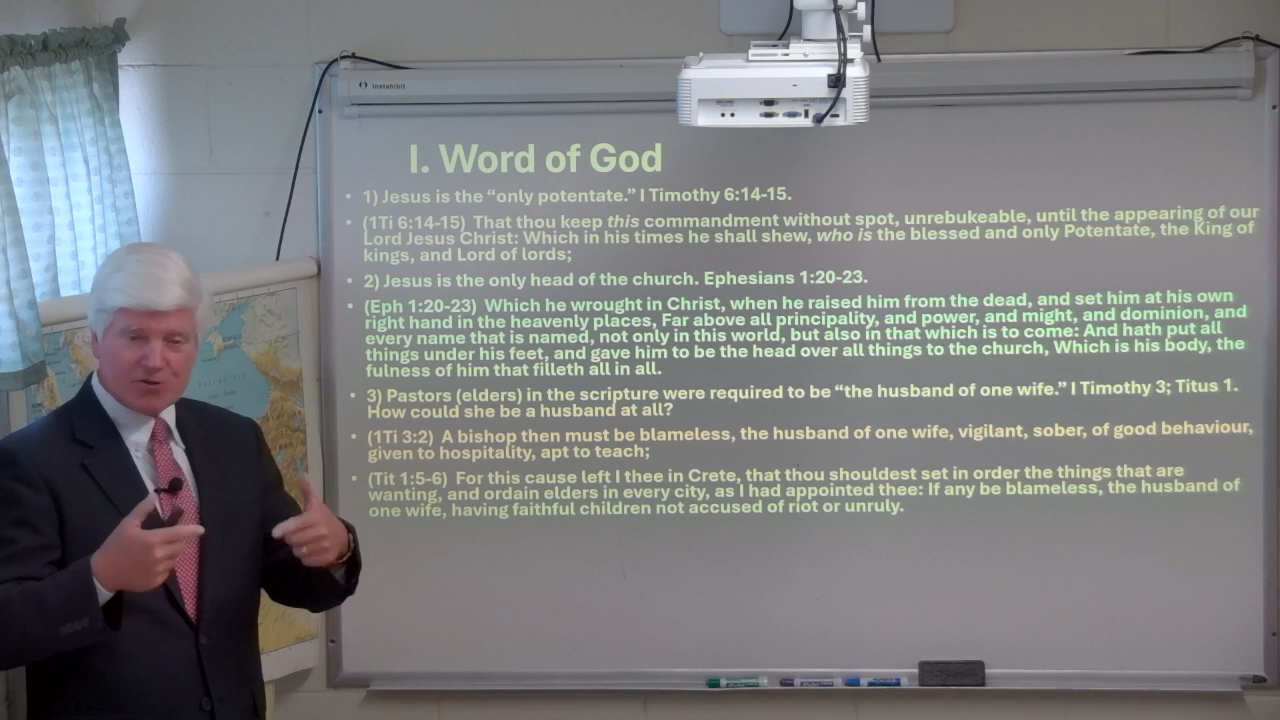 Instahibit
I. Word of God
• 1) Jesus is the “only potentate.” I Timothy 6:14-15.
• (1Ti 6:14-15) That thou keep this commandment without spot, unrebukeable, until the appearing of our
Lord Jesus Christ: Which in his times he shall shew, who is the blessed and only Potentate, the King of
kings, and Lord of lords;
• 2) Jesus is the only head of the church. Ephesians 1:20-23.
• (Eph 1:20-23) Which he wrought in Christ, when he raised him from the dead, and set him at his own
right hand in the heavenly places, Far above all principality, and power, and might, and dominion, and
every name that is named, not only in this world, but also in that which is to come: And hath put all
things under his feet, and gave him to be the head over all things to the church, Which is his body, the
fulness of him that filleth all in all.
• 3) Pastors (elders) in the scripture were required to be “the husband of one wife.” I Timothy 3; Titus 1.
How could she be a husband at all?
• (1Ti 3:2) A bishop then must be blameless, the husband of one wife, vigilant, sober, of good behaviour,
given to hospitality, apt to teach;
• (Tit 1:5-6) For this cause left I thee in Crete, that thou shouldest set in order the things that are
wanting, and ordain elders in every city, as I had appointed thee: If any be blameless, the husband of
one wife, having faithful children not accused of riot or unruly.